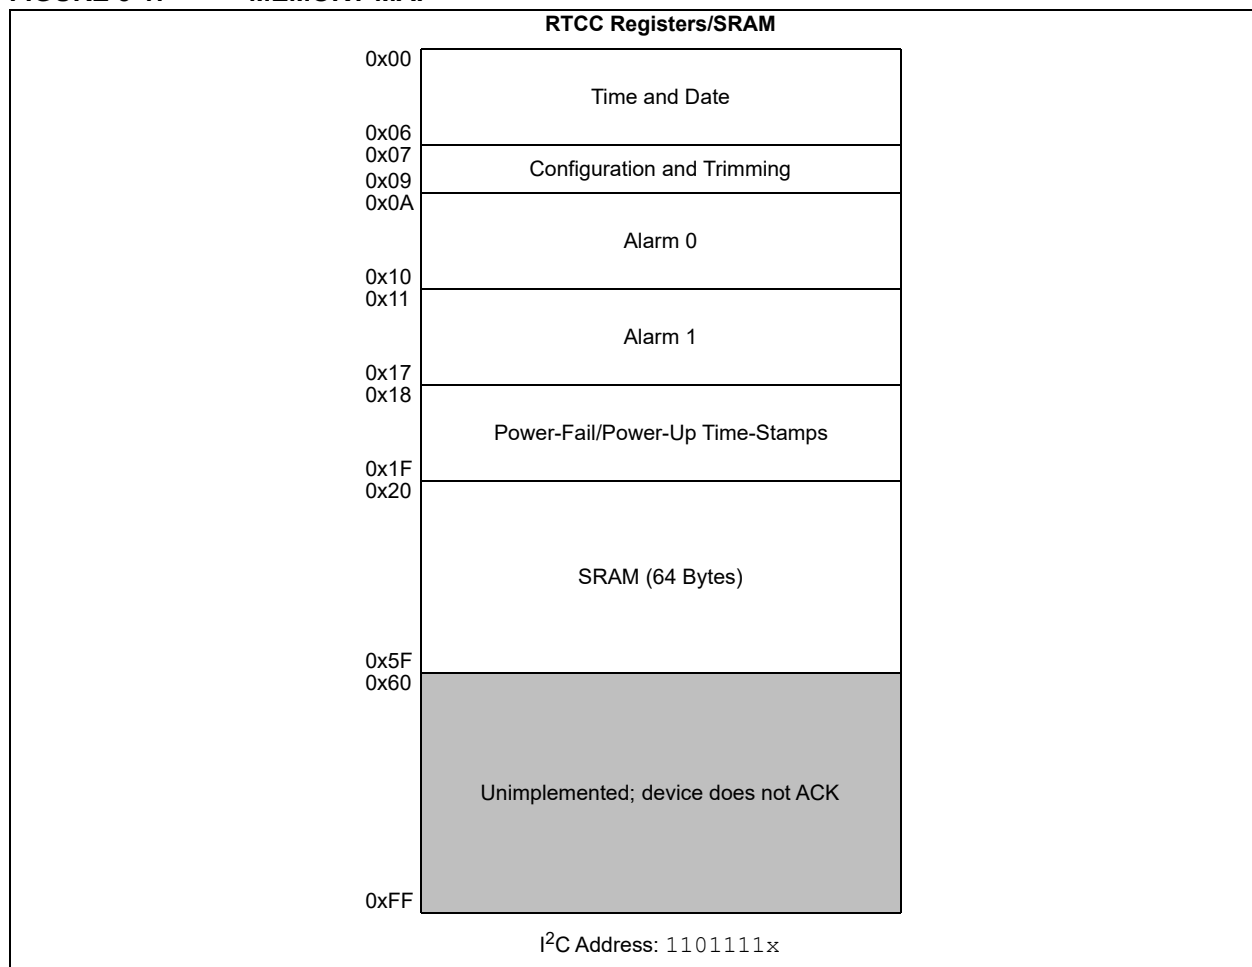 RTCC Registers/SRAM
0x00
Time and Date
0x06
0x07
Configuration and Trimming
0x09
0x0A
Alarm 0
0x10
0x11
Alarm 1
0x17
0x18
Power-Fail/Power-Up Time-Stamps
0x1F
0x20
SRAM (64 Bytes)
0x5F
0x60
Unimplemented; device does not ACK
0xFF
I²C Address: 1101111x